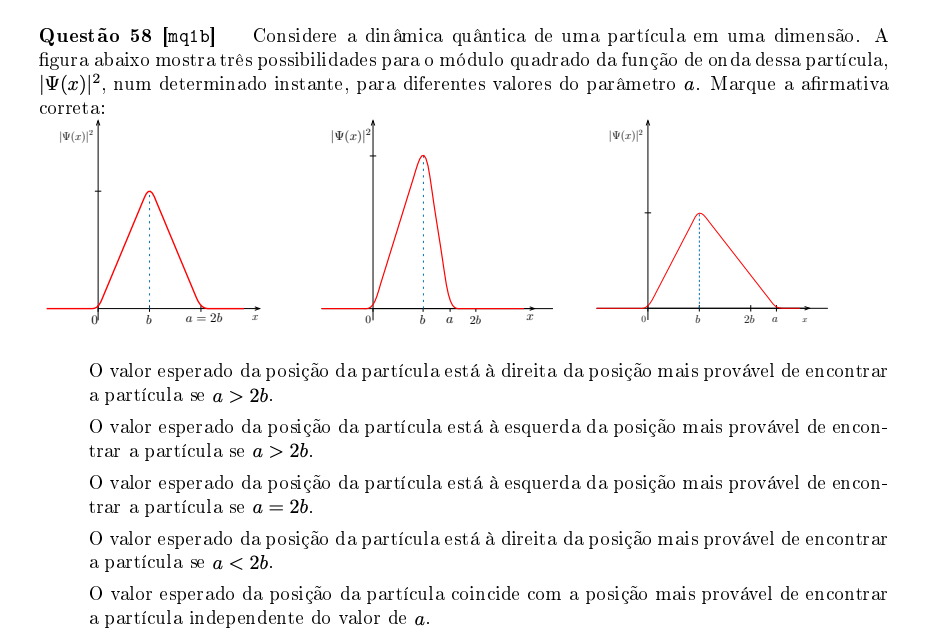 Questão 58 [mq1b] Considere a dinâmica quântica de uma partícula em uma dimensão. A
figura abaixo mostra três possibilidades para o módulo quadrado da função de onda dessa partícula,
|Ψ(x)|², num determinado instante, para diferentes valores do parâmetro a. Marque a afirmativa
correta:
|Ψ(x)|²
0 b a = 2b x
|Ψ(x)|²
0 b a 2b x
|Ψ(x)|²
0 b 2b a x
O valor esperado da posição da partícula está à direita da posição mais provável de encontrar
a partícula se a > 2b.
O valor esperado da posição da partícula está à esquerda da posição mais provável de encon-
trar a partícula se a > 2b.
O valor esperado da posição da partícula está à esquerda da posição mais provável de encon-
trar a partícula se a = 2b.
O valor esperado da posição da partícula está à direita da posição mais provável de encontrar
a partícula se a < 2b.
O valor esperado da posição da partícula coincide com a posição mais provável de encontrar
a partícula independente do valor de a.